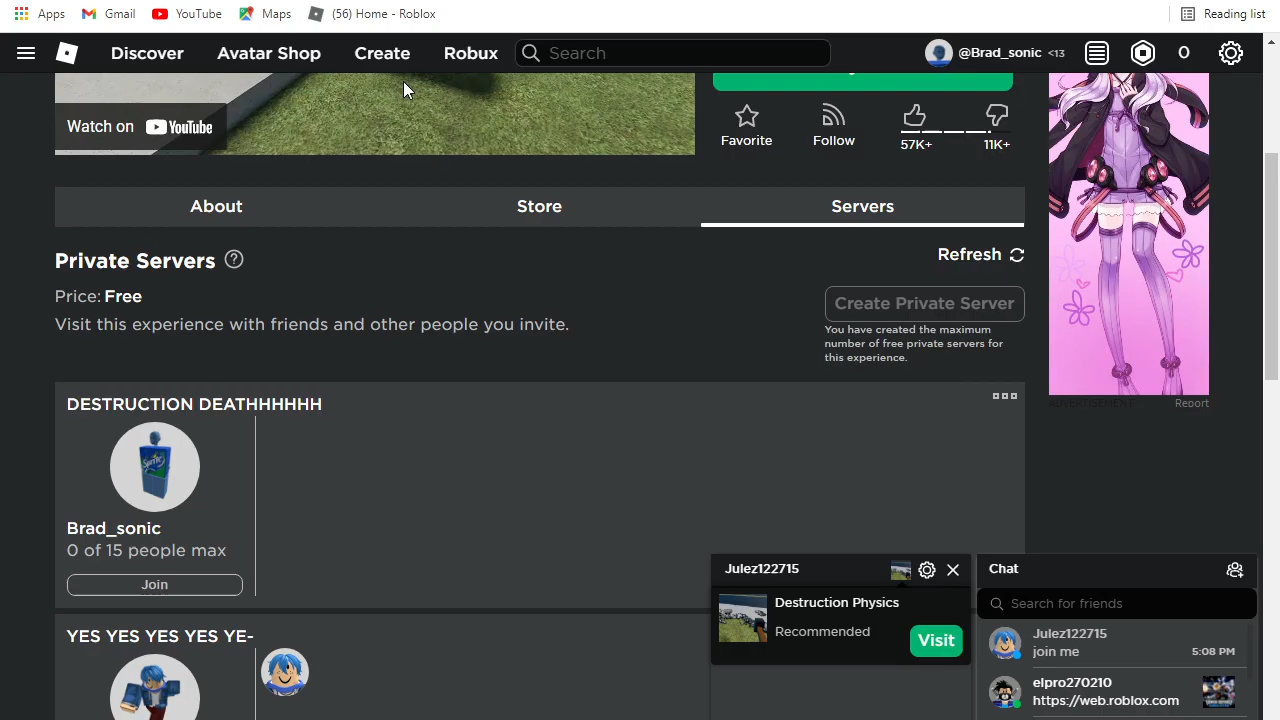 Apps Gmail YouTube Maps (56) Home - Roblox Reading list
Discover Avatar Shop Create Robux Search @Brad_sonic <13 0
Watch on YouTube
Favorite Follow 57K+ 11K+
About Store Servers
Private Servers Refresh
Price: Free
Create Private Server
Visit this experience with friends and other people you invite.
You have created the maximum
number of free private servers for
this experience.
ADVERTISEMENT Report
DESTRUCTION DEATHHHHHH
Sprite
Brad_sonic
0 of 15 people max
Join
YES YES YES YES YE-
Julez122715
Destruction Physics
Recommended
Visit
Chat
Search for friends
Julez122715
join me 5:08 PM
elpro270210
https://web.roblox.com